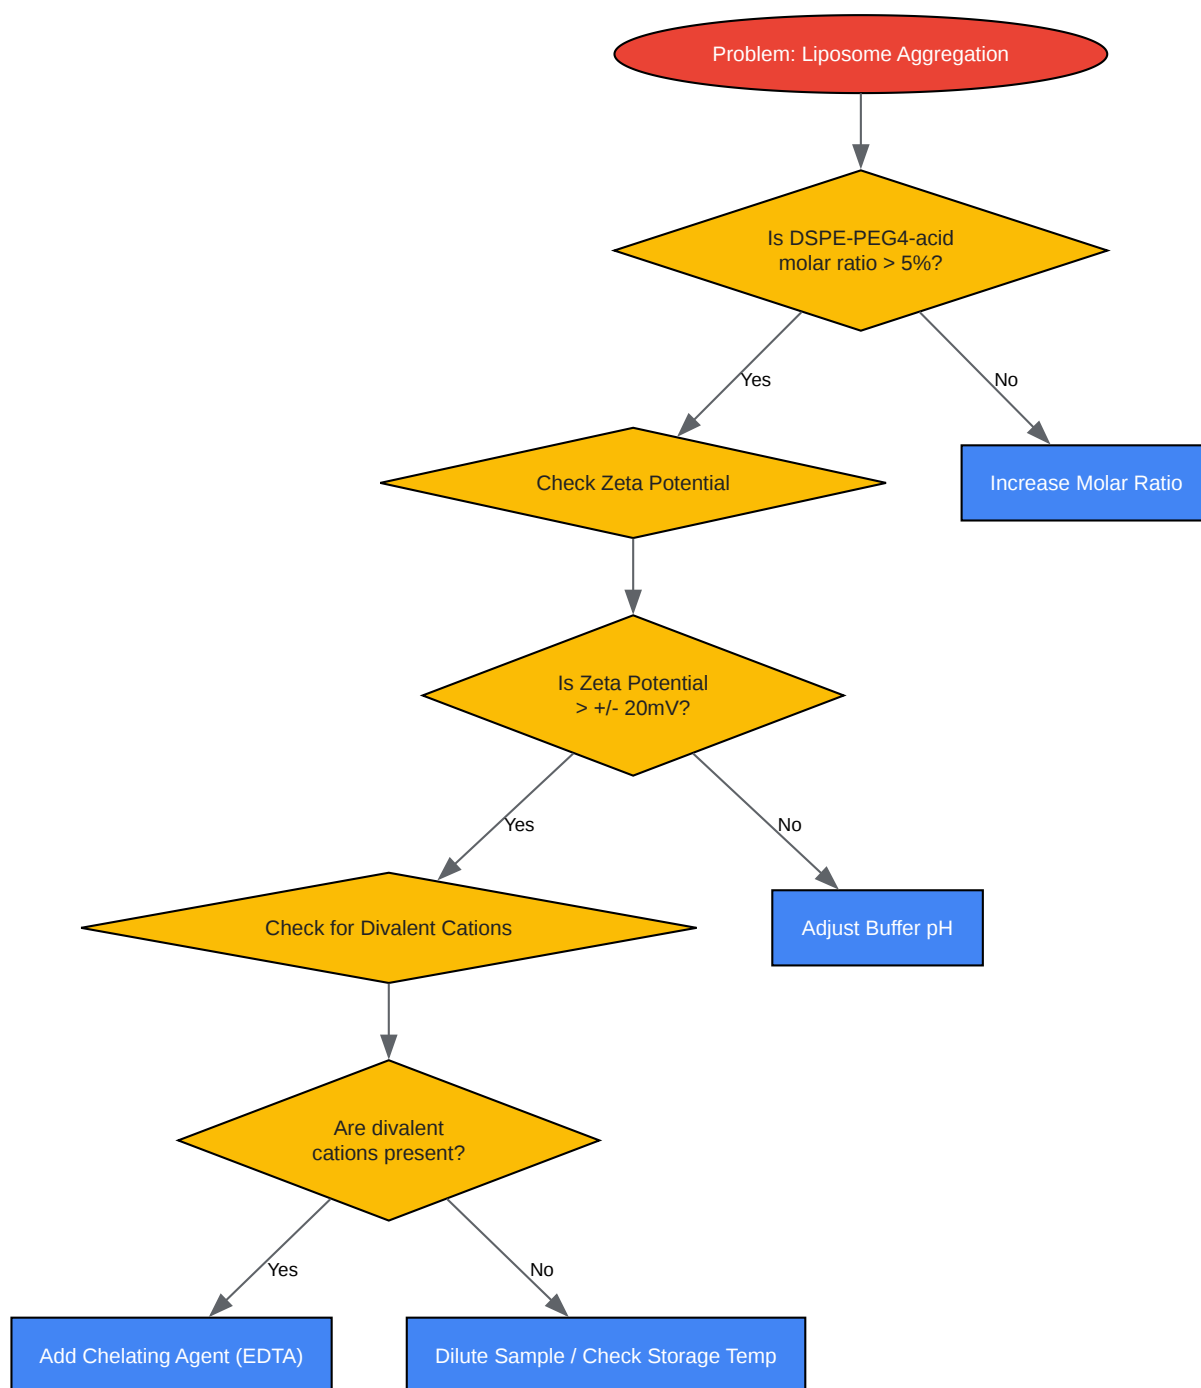 Problem: Liposome Aggregation
Is DSPE-PEG4-acid
molar ratio > 5%?
Yes
No
Check Zeta Potential
Increase Molar Ratio
Is Zeta Potential
> +/- 20mV?
Yes
No
Check for Divalent Cations
Adjust Buffer pH
Are divalent
cations present?
Yes
No
Add Chelating Agent (EDTA)
Dilute Sample / Check Storage Temp